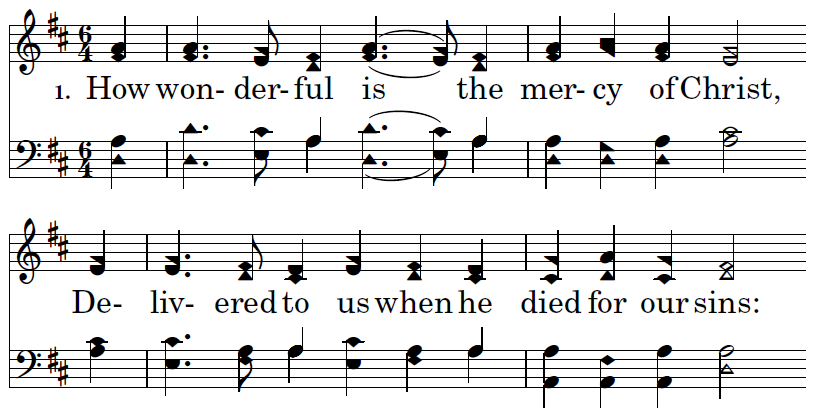 1. How won- der- ful is the mer- cy of Christ,
De- liv- ered to us when he died for our sins: